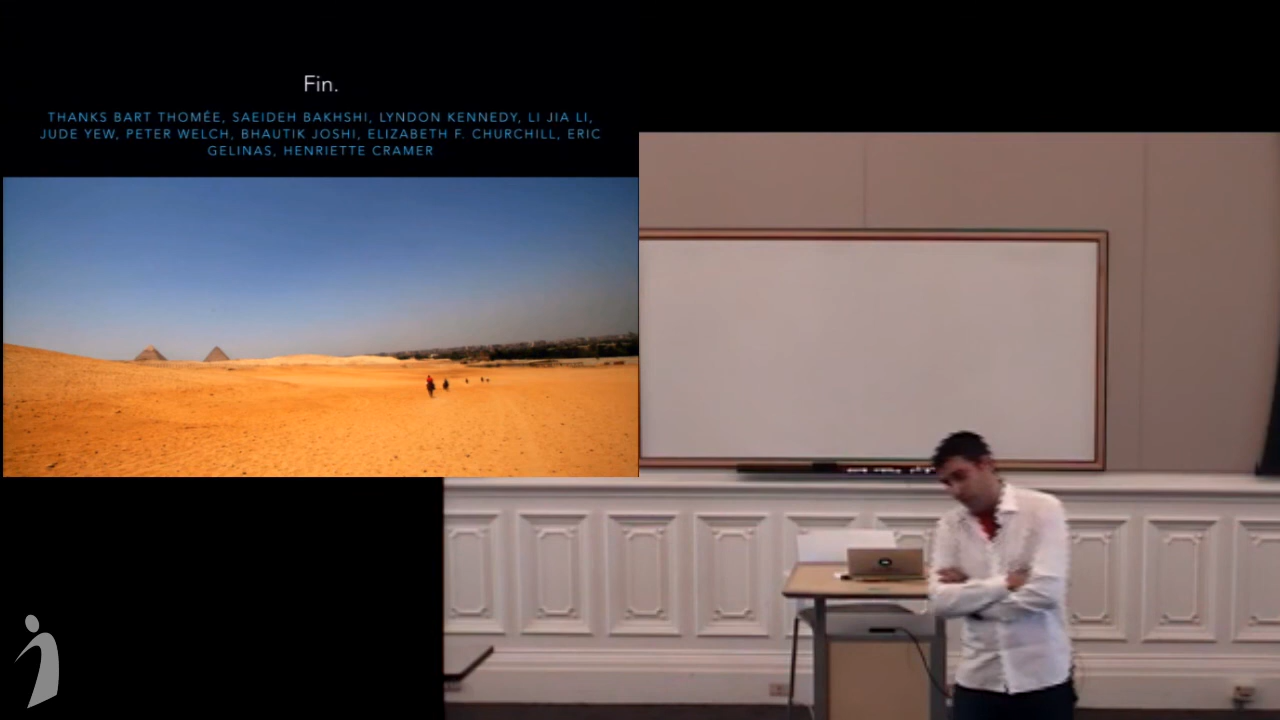 Fin.
THANKS BART THOMÉE, SAEIDEH BAKHSHI, LYNDON KENNEDY, LI JIA LI,
JUDE YEW, PETER WELCH, BHAUTIK JOSHI, ELIZABETH F. CHURCHILL, ERIC
GELINAS, HENRIETTE CRAMER